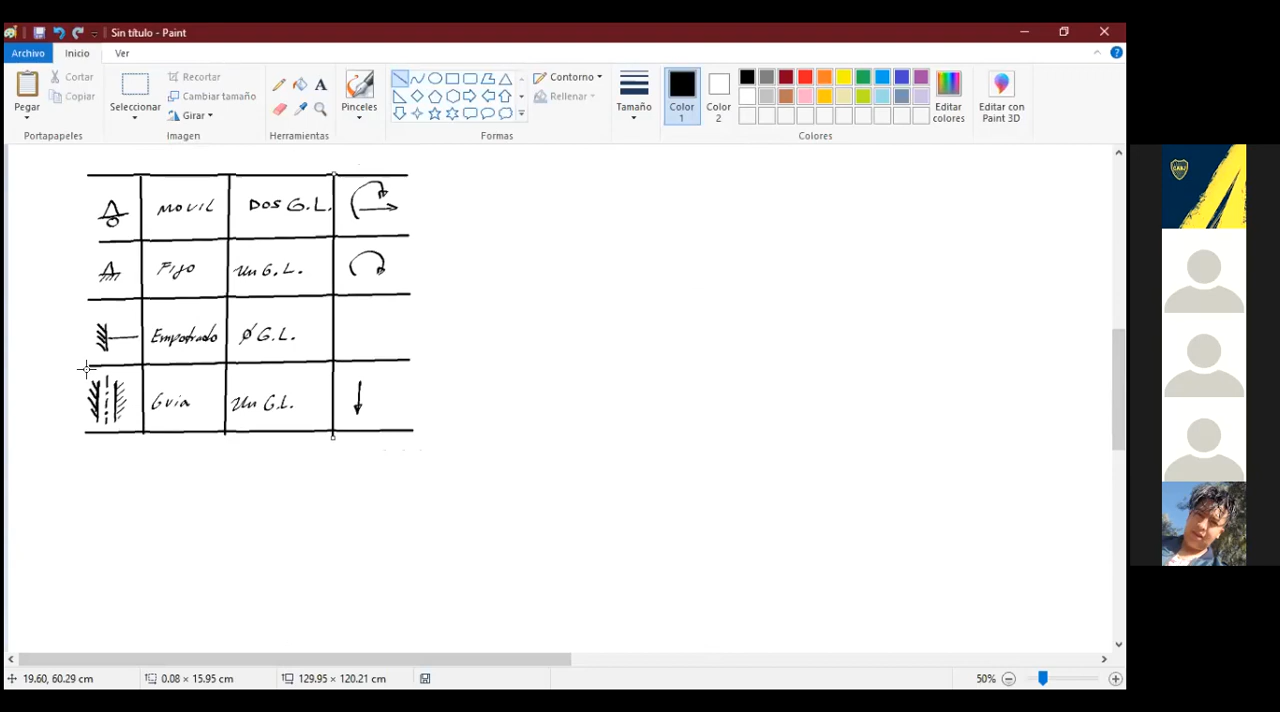 Sin título - Paint
Archivo Inicio Ver
Pegar
Cortar
Copiar
Portapapeles
Seleccionar
Recortar
Cambiar tamaño
Girar
Imagen
A
Herramientas
Pinceles
Contorno
Rellenar
Formas
Tamaño
Color 1
Color 2
Editar colores
Editar con Paint 3D
Colores
MOVIL DOS G.L.
Fijo Un G.L.
Empotrado Ø G.L.
Guia Un G.L.
19.60, 60.29 cm 0.08 × 15.95 cm 129.95 × 120.21 cm 50%